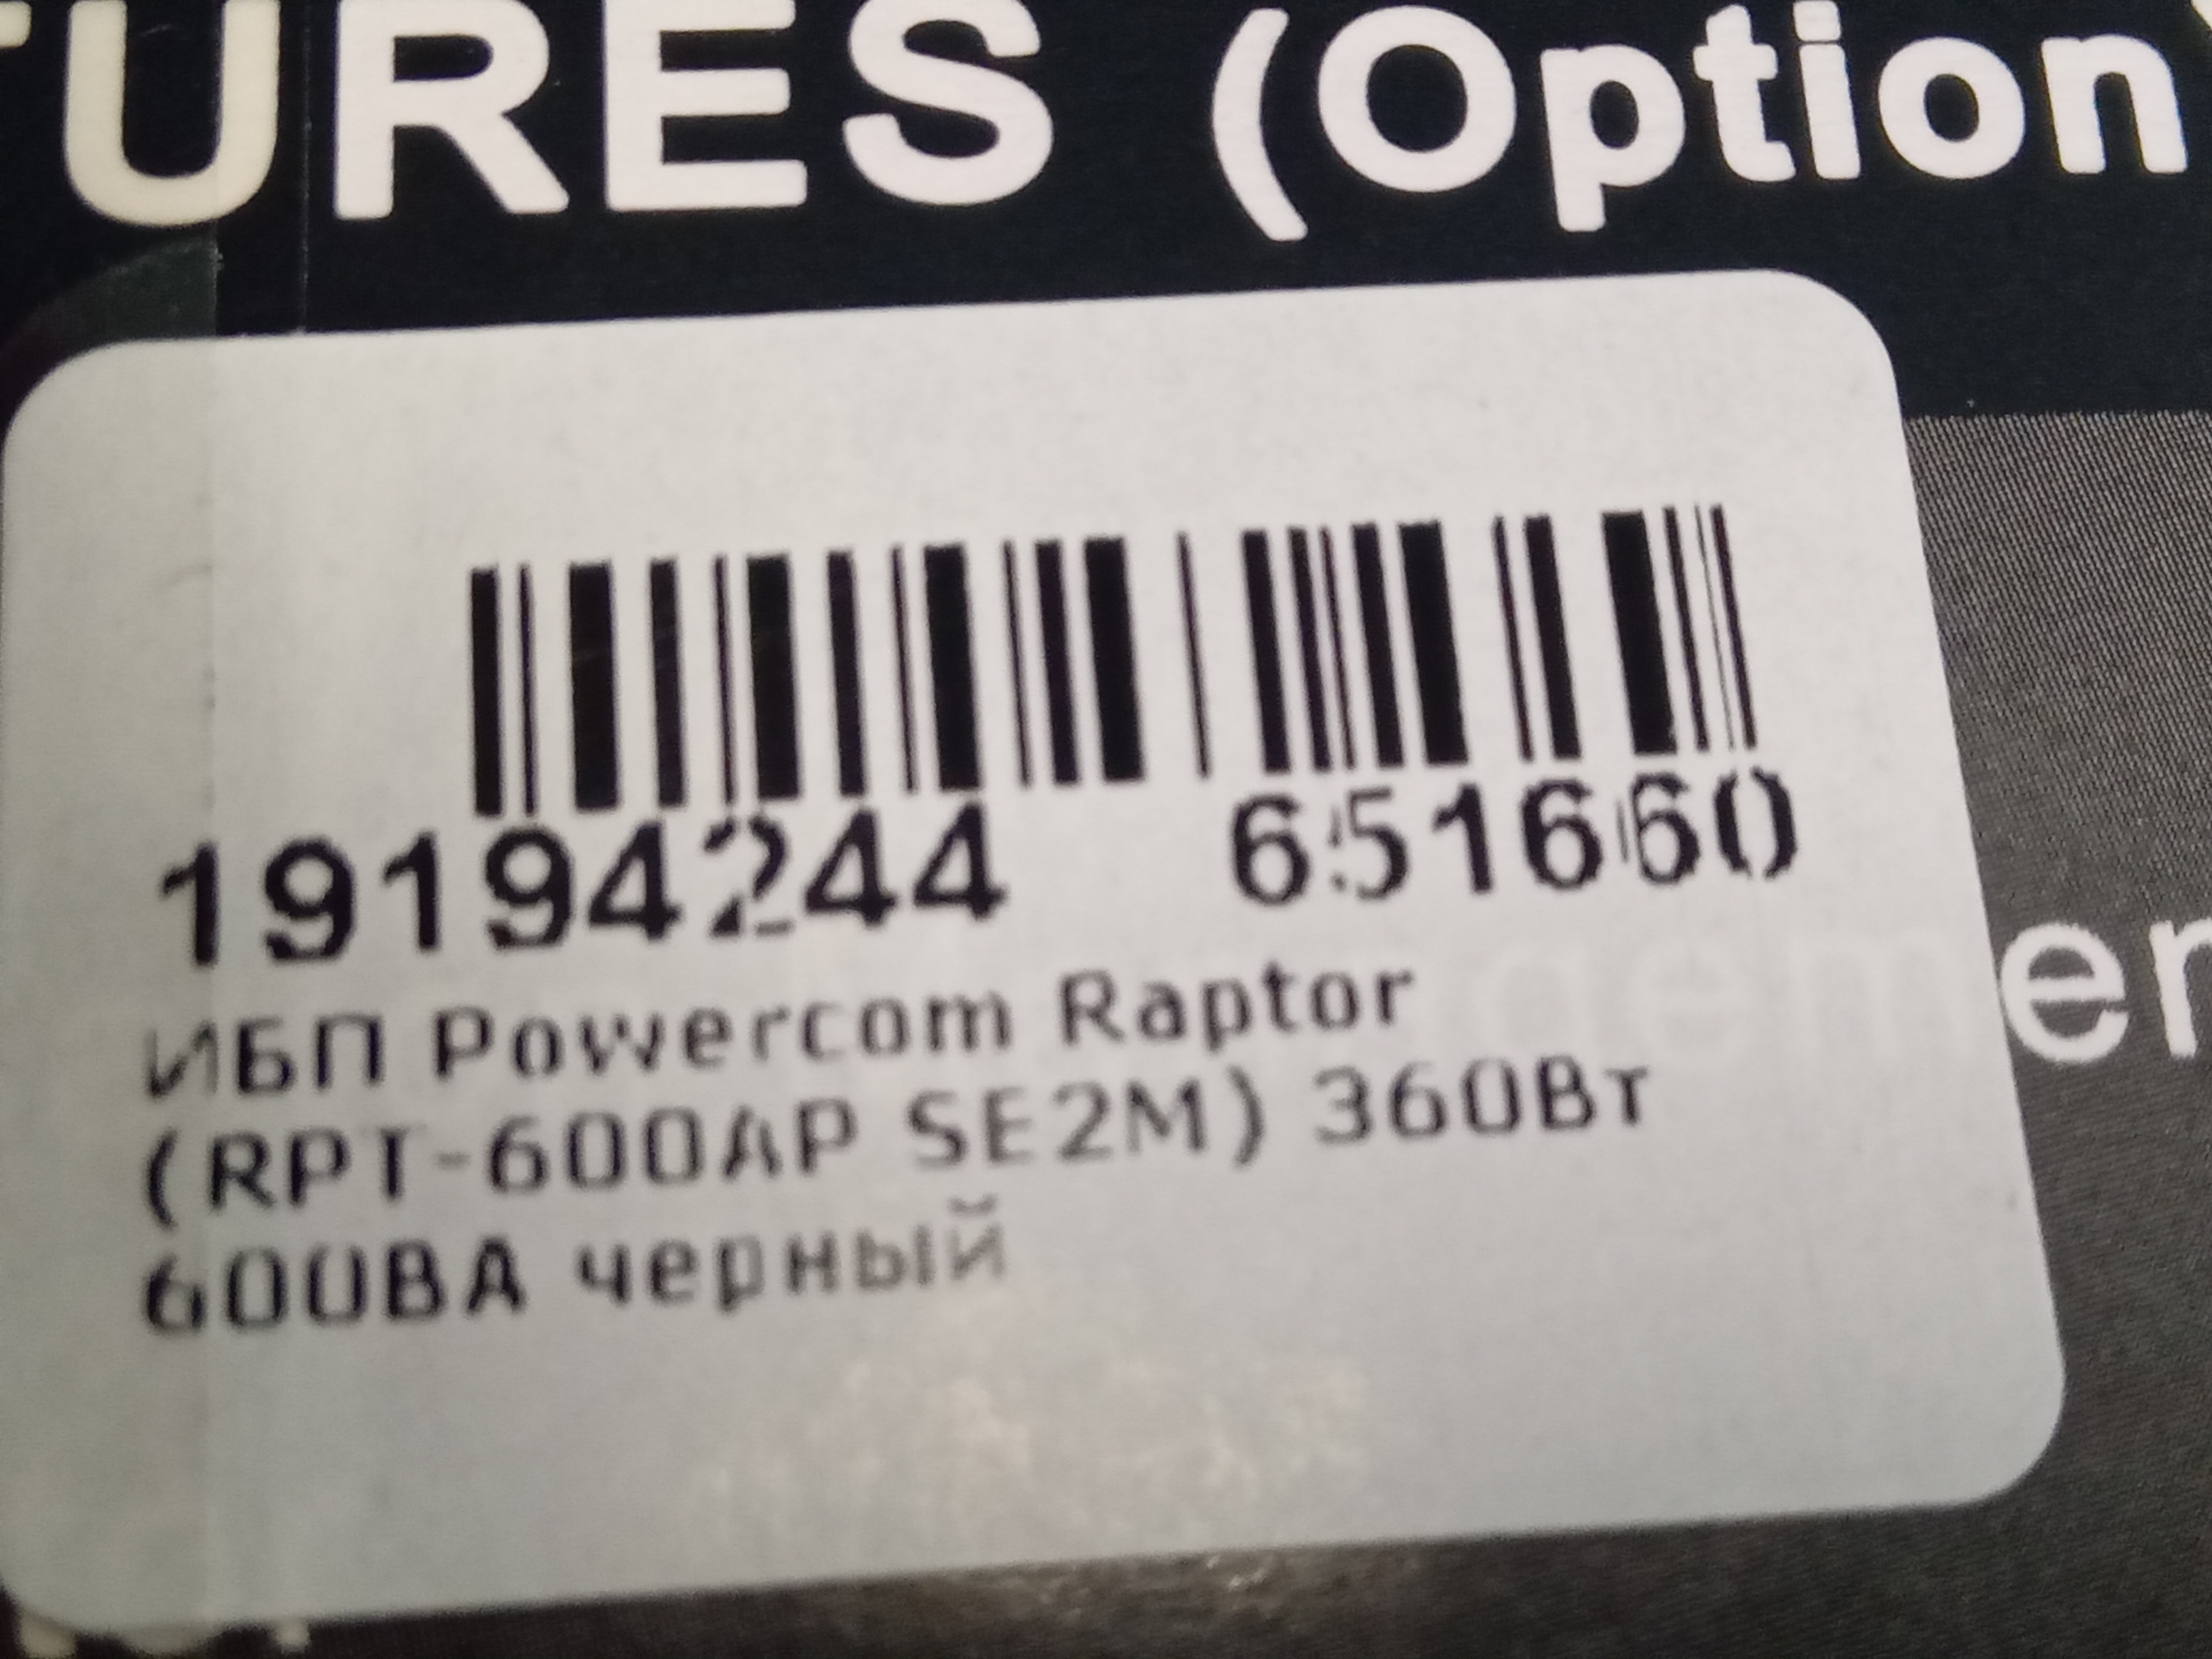 TURES (Option
19194244 651660
ИБП Powercom Raptor
(RPT-600AP SE2M) 360Вт
600ВА черный